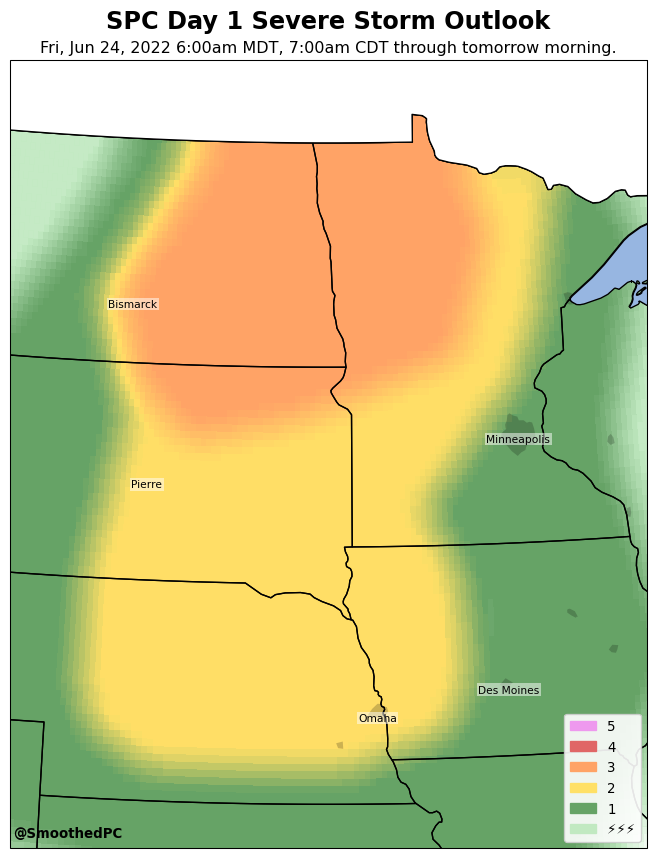 SPC Day 1 Severe Storm Outlook
Fri, Jun 24, 2022 6:00am MDT, 7:00am CDT through tomorrow morning.
Bismarck
Minneapolis
Pierre
Des Moines
Omaha
5
4
3
2
1
⚡⚡⚡
@SmoothedPC